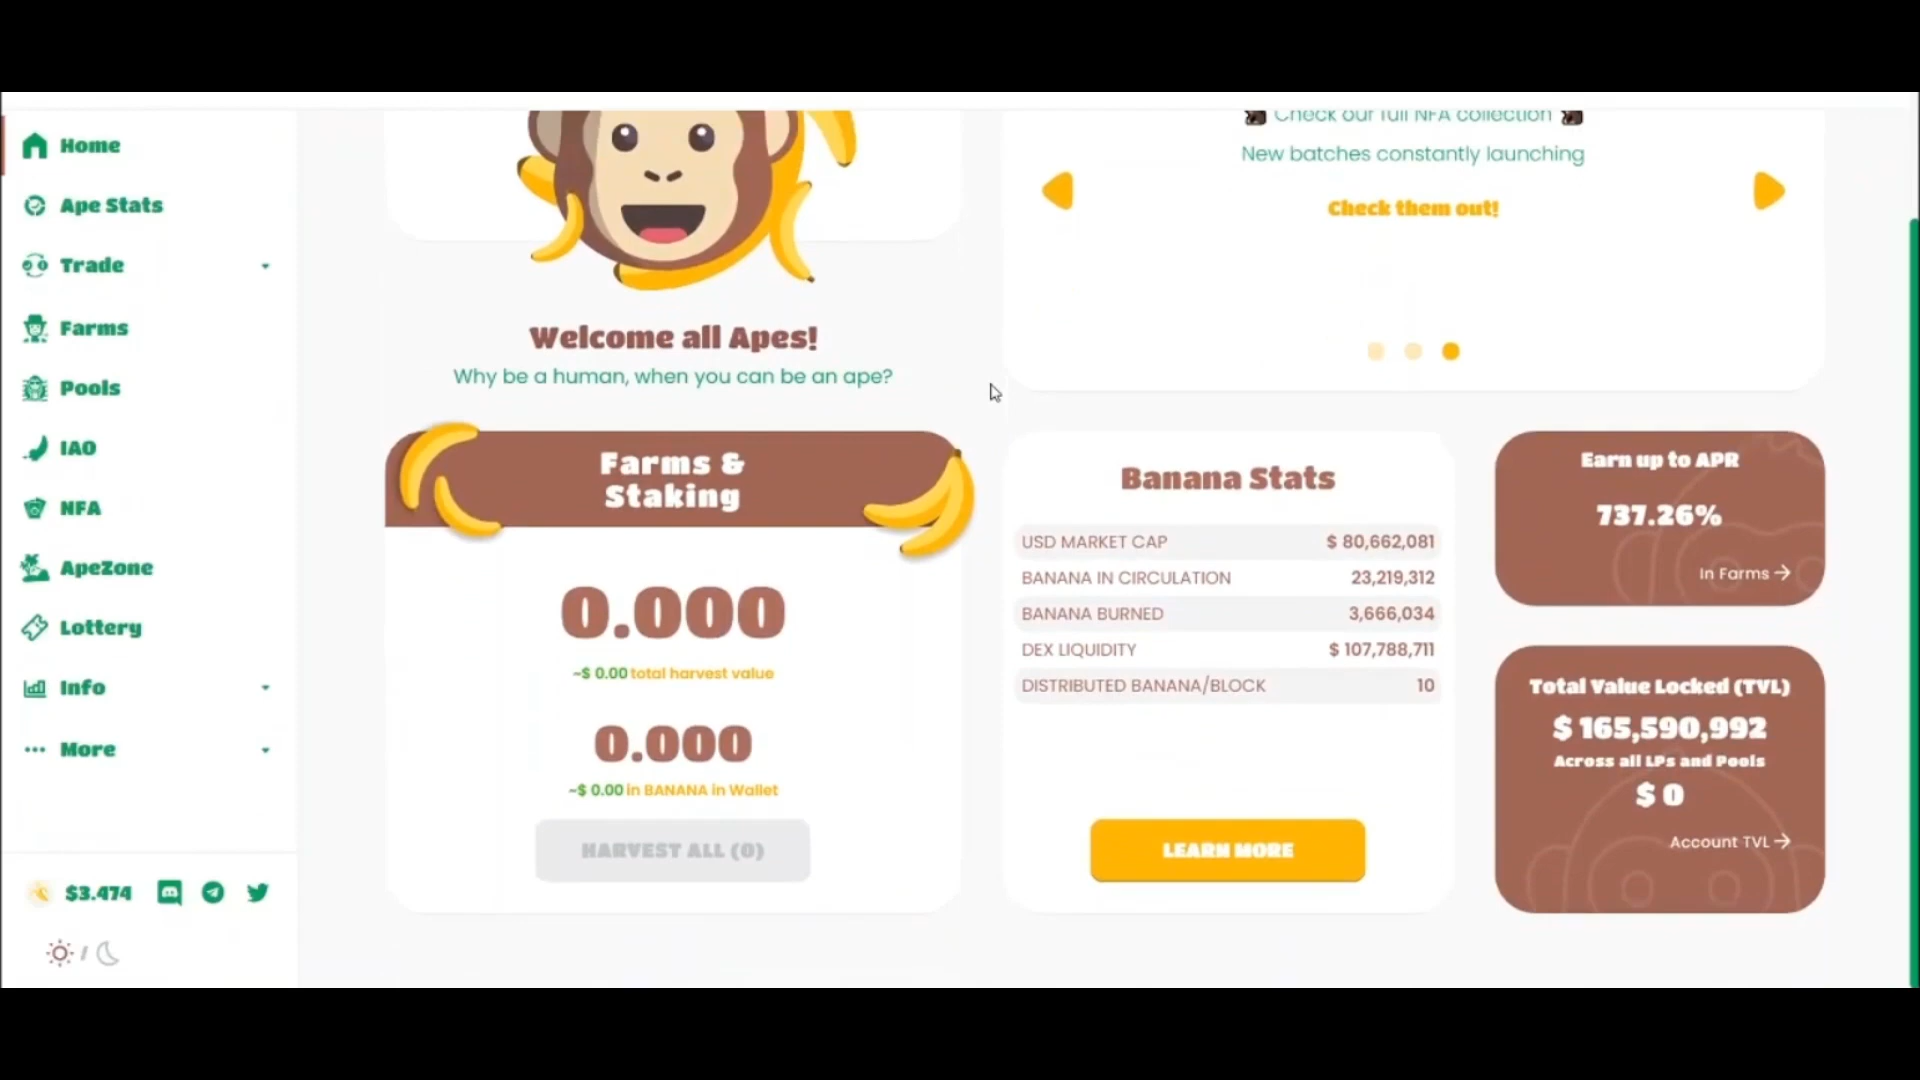 Home
Ape Stats
Trade
Farms
Pools
IAO
NFA
ApeZone
Lottery
Info
More
$3.474
/
Welcome all Apes!
Why be a human, when you can be an ape?
Check our full NFA collection
New batches constantly launching
Check them out!
Farms &
Staking
0.000
~$ 0.00 total harvest value
0.000
~$ 0.00 in BANANA in Wallet
HARVEST ALL (0)
Banana Stats
USD MARKET CAP $ 80,662,081
BANANA IN CIRCULATION 23,219,312
BANANA BURNED 3,666,034
DEX LIQUIDITY $ 107,788,711
DISTRIBUTED BANANA/BLOCK 10
LEARN MORE
Earn up to APR
737.26%
In Farms →
Total Value Locked (TVL)
$ 165,590,992
Across all LPs and Pools
$ 0
Account TVL →